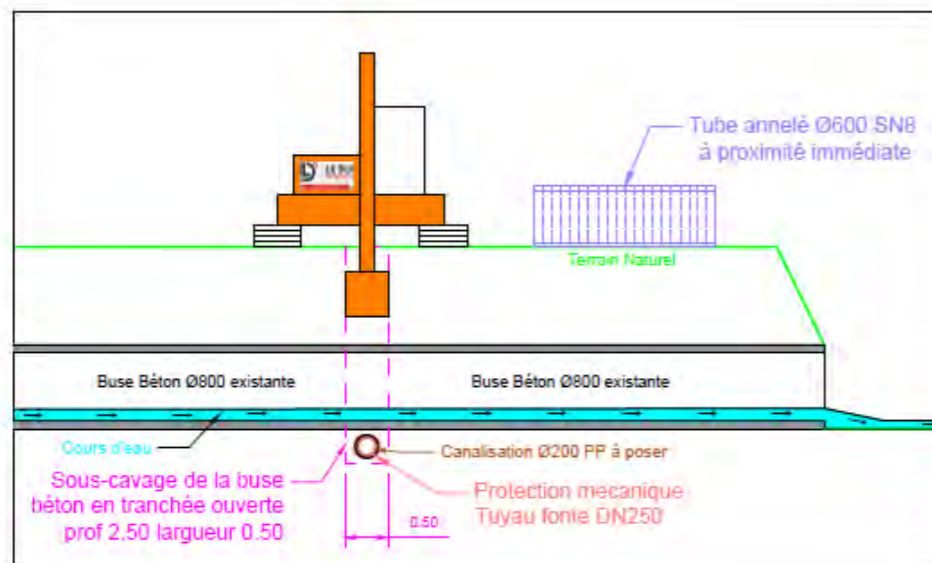 Tube annelé Ø600 SN8
à proximité immédiate
Terrain Naturel
Buse Béton Ø800 existante
Buse Béton Ø800 existante
Cours d'eau
Canalisation Ø200 PP à poser
Sous-cavage de la buse
béton en tranchée ouverte
prof 2.50 largueur 0.50
Protection mecanique
Tuyau fonte DN250
0.50